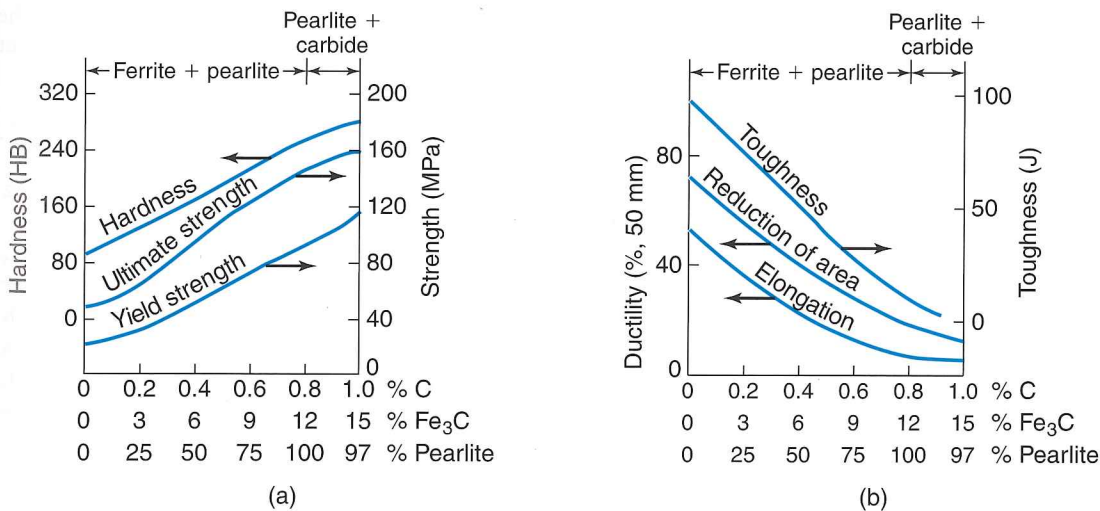 Pearlite +
carbide
Ferrite + pearlite
320
240
160
80
0
Hardness (HB)
200
160
120
80
40
0
Strength (MPa)
Hardness
Ultimate strength
Yield strength
0 0.2 0.4 0.6 0.8 1.0 % C
0 3 6 9 12 15 % Fe₃C
0 25 50 75 100 97 % Pearlite
(a)
Pearlite +
carbide
Ferrite + pearlite
80
40
0
Ductility (%, 50 mm)
100
50
0
Toughness (J)
Toughness
Reduction of area
Elongation
0 0.2 0.4 0.6 0.8 1.0 % C
0 3 6 9 12 15 % Fe₃C
0 25 50 75 100 97 % Pearlite
(b)